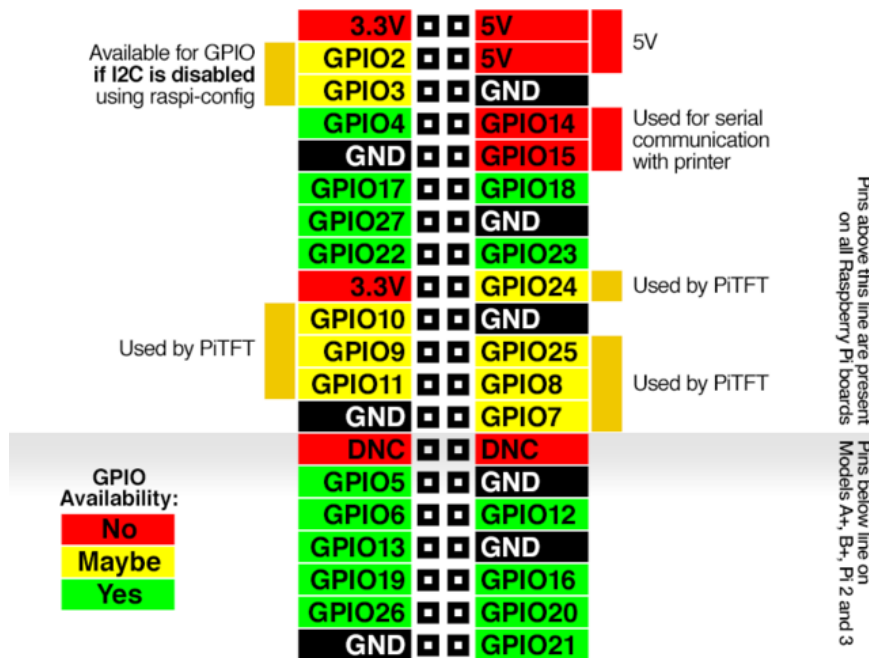 3.3V 5V
GPIO2 5V
GPIO3 GND
GPIO4 GPIO14
GND GPIO15
GPIO17 GPIO18
GPIO27 GND
GPIO22 GPIO23
3.3V GPIO24
GPIO10 GND
GPIO9 GPIO25
GPIO11 GPIO8
GND GPIO7
DNC DNC
GPIO5 GND
GPIO6 GPIO12
GPIO13 GND
GPIO19 GPIO16
GPIO26 GPIO20
GND GPIO21
Available for GPIO
if I2C is disabled
using raspi-config
Used by PiTFT
5V
Used for serial
communication
with printer
Used by PiTFT
Used by PiTFT
Pins above this line are present
on all Raspberry Pi boards
Pins below line on
Models A+, B+, Pi 2 and 3
GPIO
Availability:
No
Maybe
Yes